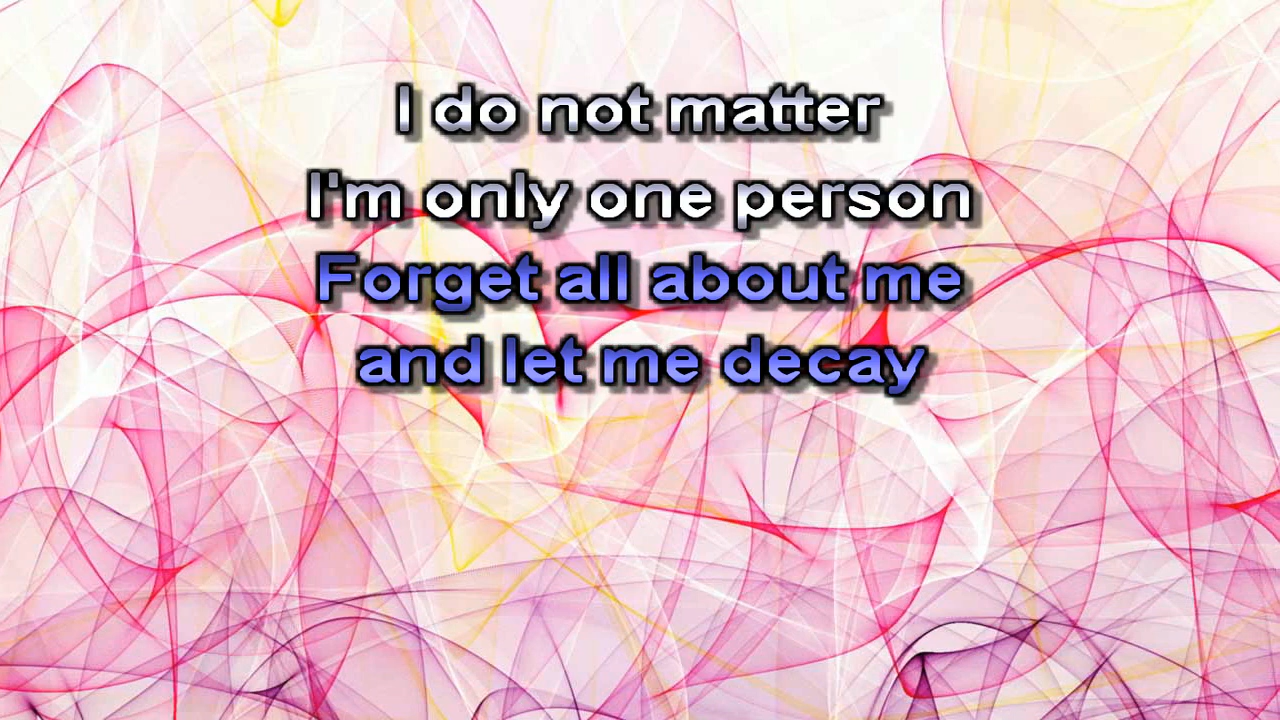 I do not matter
I'm only one person
Forget all about me
and let me decay